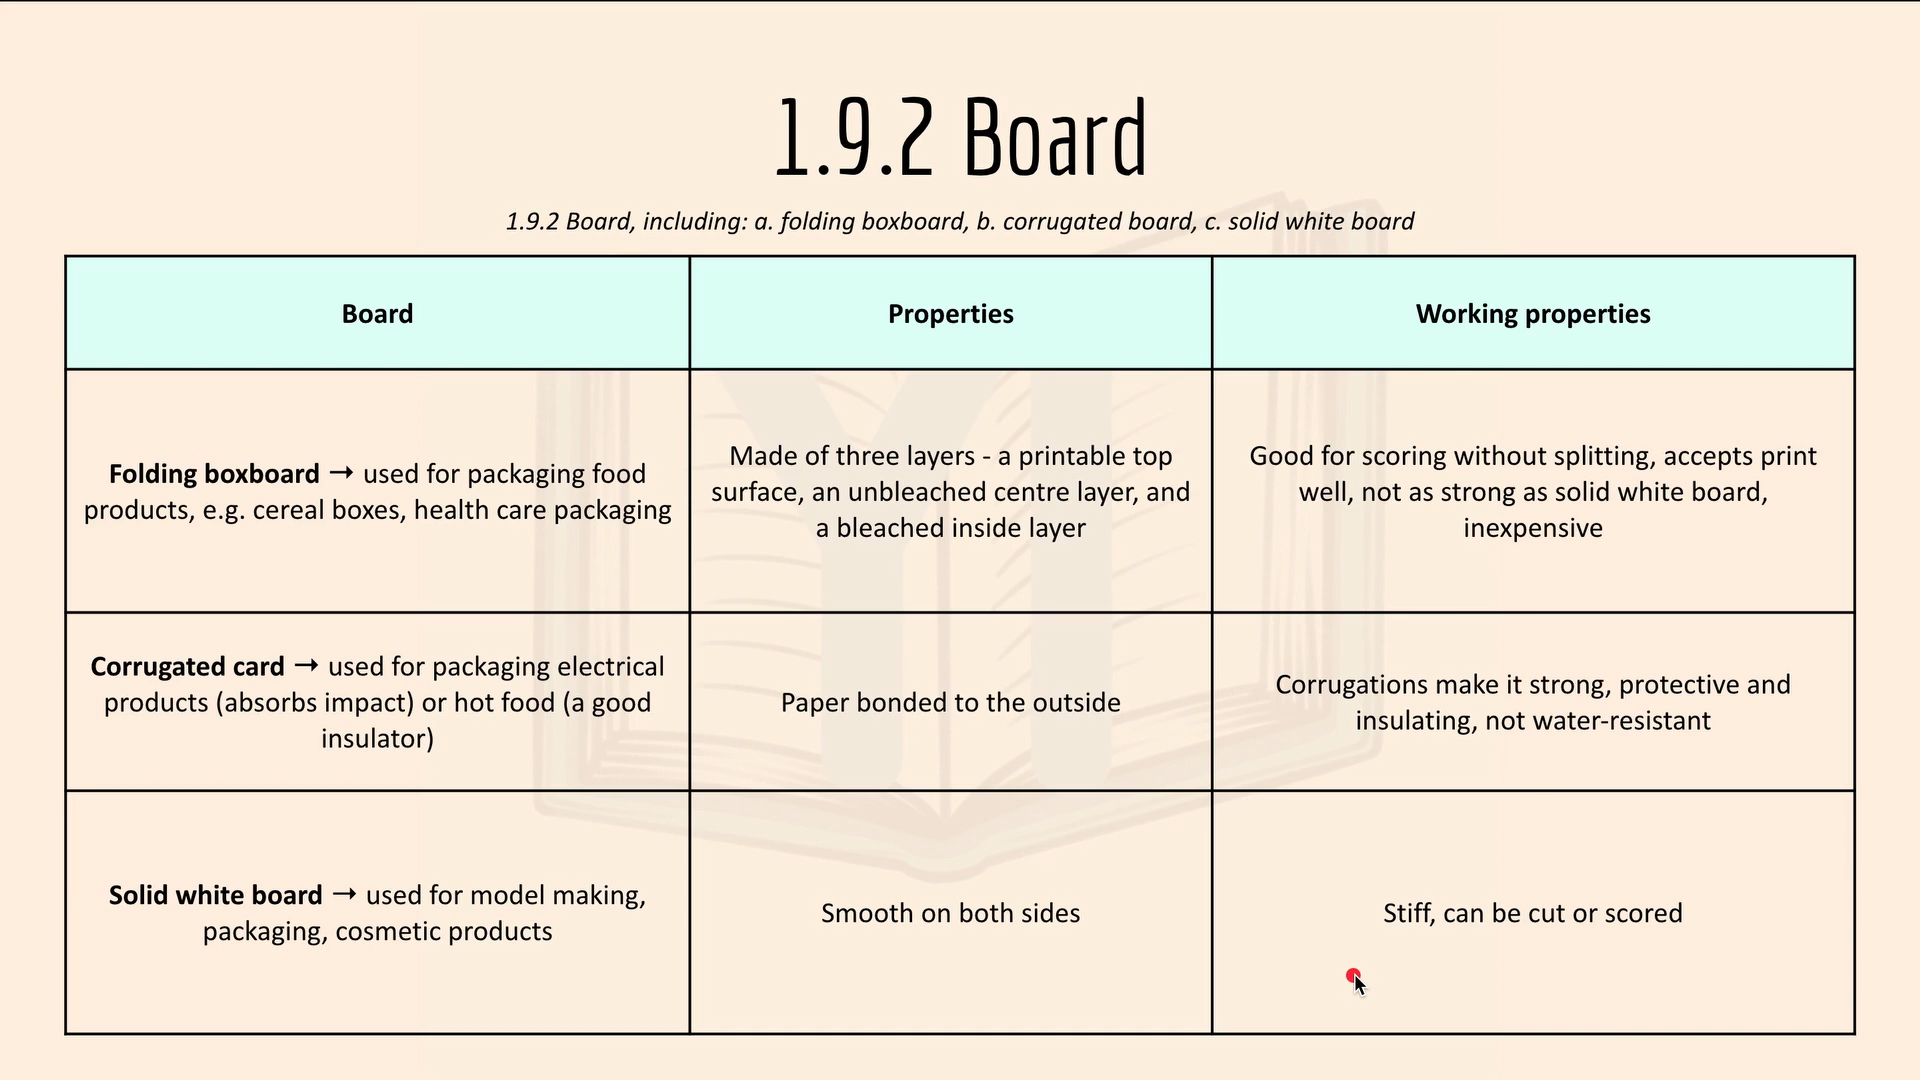 1.9.2 Board
1.9.2 Board, including: a. folding boxboard, b. corrugated board, c. solid white board
Board
Properties
Working properties
Folding boxboard → used for packaging food
products, e.g. cereal boxes, health care packaging
Made of three layers - a printable top
surface, an unbleached centre layer, and
a bleached inside layer
Good for scoring without splitting, accepts print
well, not as strong as solid white board,
inexpensive
Corrugated card → used for packaging electrical
products (absorbs impact) or hot food (a good
insulator)
Paper bonded to the outside
Corrugations make it strong, protective and
insulating, not water-resistant
Solid white board → used for model making,
packaging, cosmetic products
Smooth on both sides
Stiff, can be cut or scored